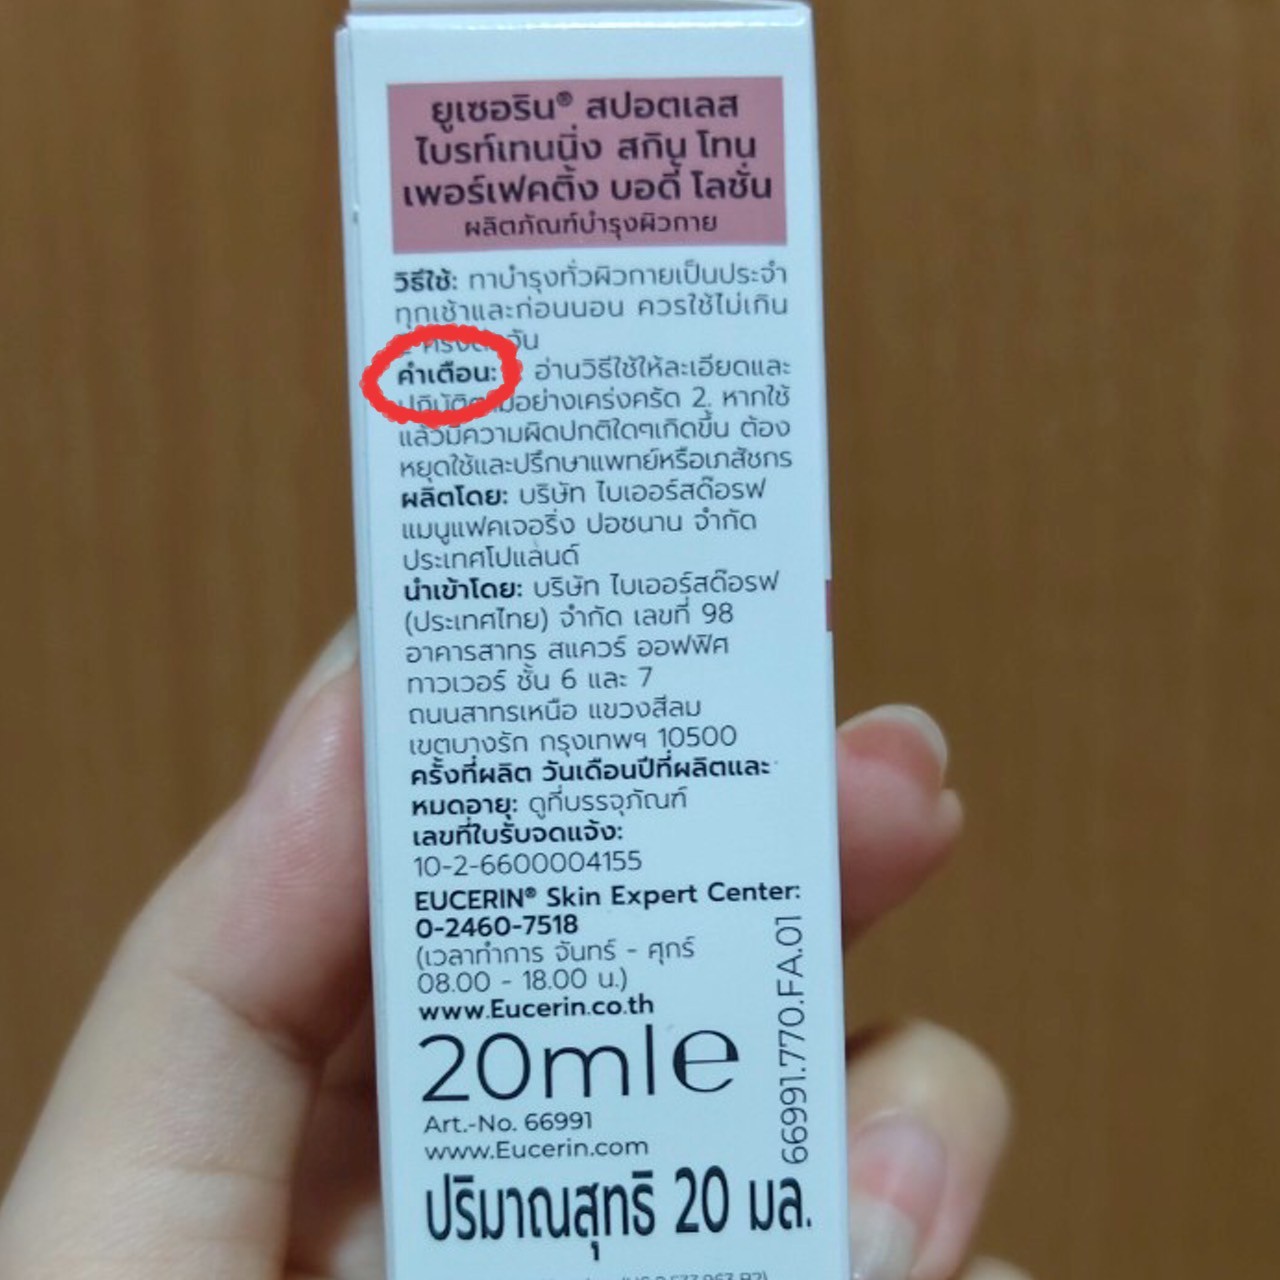 ยูเซอริน® สปอตเลส
ไบรท์เทนนิ่ง สกิน โทน
เพอร์เฟคติ้ง บอดี้ โลชั่น
ผลิตภัณฑ์บำรุงผิวกาย
วิธีใช้: ทาบำรุงทั่วผิวกายเป็นประจำ
ทุกเช้าและก่อนนอน ควรใช้ไม่เกิน
ครั้งต่อวัน
คำเตือน: อ่านวิธีใช้ให้ละเอียดและ
ปฏิบัติตามอย่างเคร่งครัด 2. หากใช้
แล้วมีความผิดปกติใดๆเกิดขึ้น ต้อง
หยุดใช้และปรึกษาแพทย์หรือเภสัชกร
ผลิตโดย: บริษัท ไบเออร์สด๊อรฟ
แมนูแฟคเจอริ่ง ปอซนาน จำกัด
ประเทศโปแลนด์
นำเข้าโดย: บริษัท ไบเออร์สด๊อรฟ
(ประเทศไทย) จำกัด เลขที่ 98
อาคารสาทร สแควร์ ออฟฟิศ
ทาวเวอร์ ชั้น 6 และ 7
ถนนสาทรเหนือ แขวงสีลม
เขตบางรัก กรุงเทพฯ 10500
ครั้งที่ผลิต วันเดือนปีที่ผลิตและ
หมดอายุ: ดูที่บรรจุภัณฑ์
เลขที่ใบรับจดแจ้ง:
10-2-6600004155
EUCERIN® Skin Expert Center:
0-2460-7518
(เวลาทำการ จันทร์ - ศุกร์
08.00 - 18.00 น.)
www.Eucerin.co.th
20ml℮
Art.-No. 66991
www.Eucerin.com
66991.770.FA.01
ปริมาณสุทธิ 20 มล.